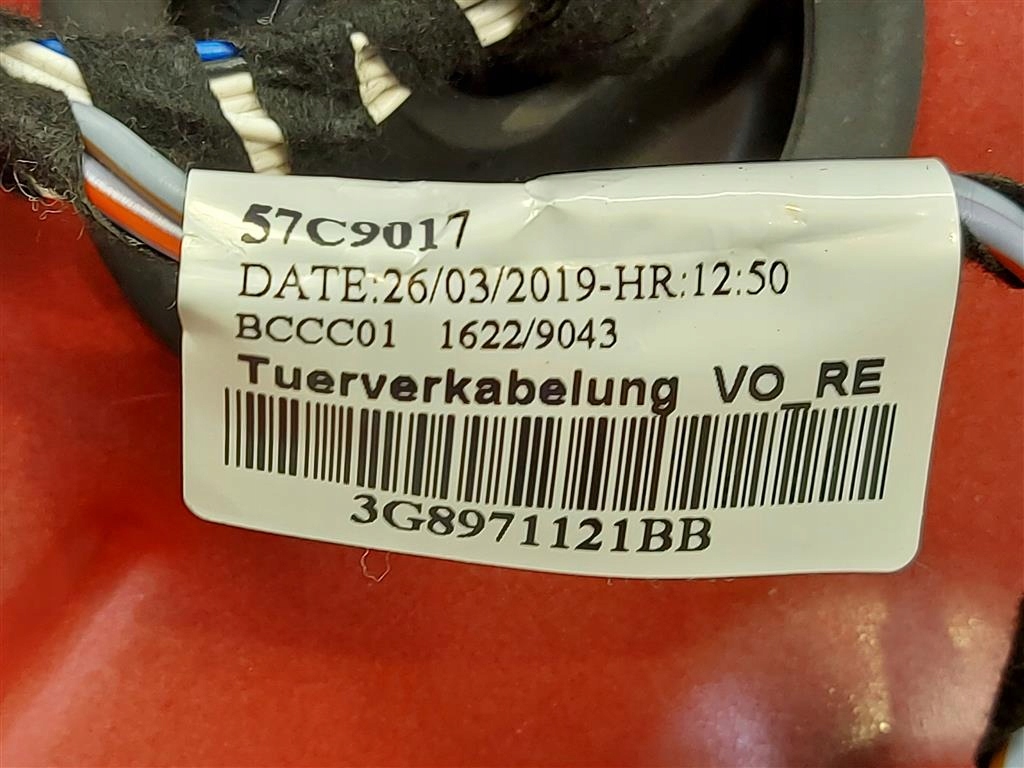 57C9017
DATE:26/03/2019-HR:12:50
BCCC01 1622/9043
Tuerverkabelung VO_RE
3G8971121BB